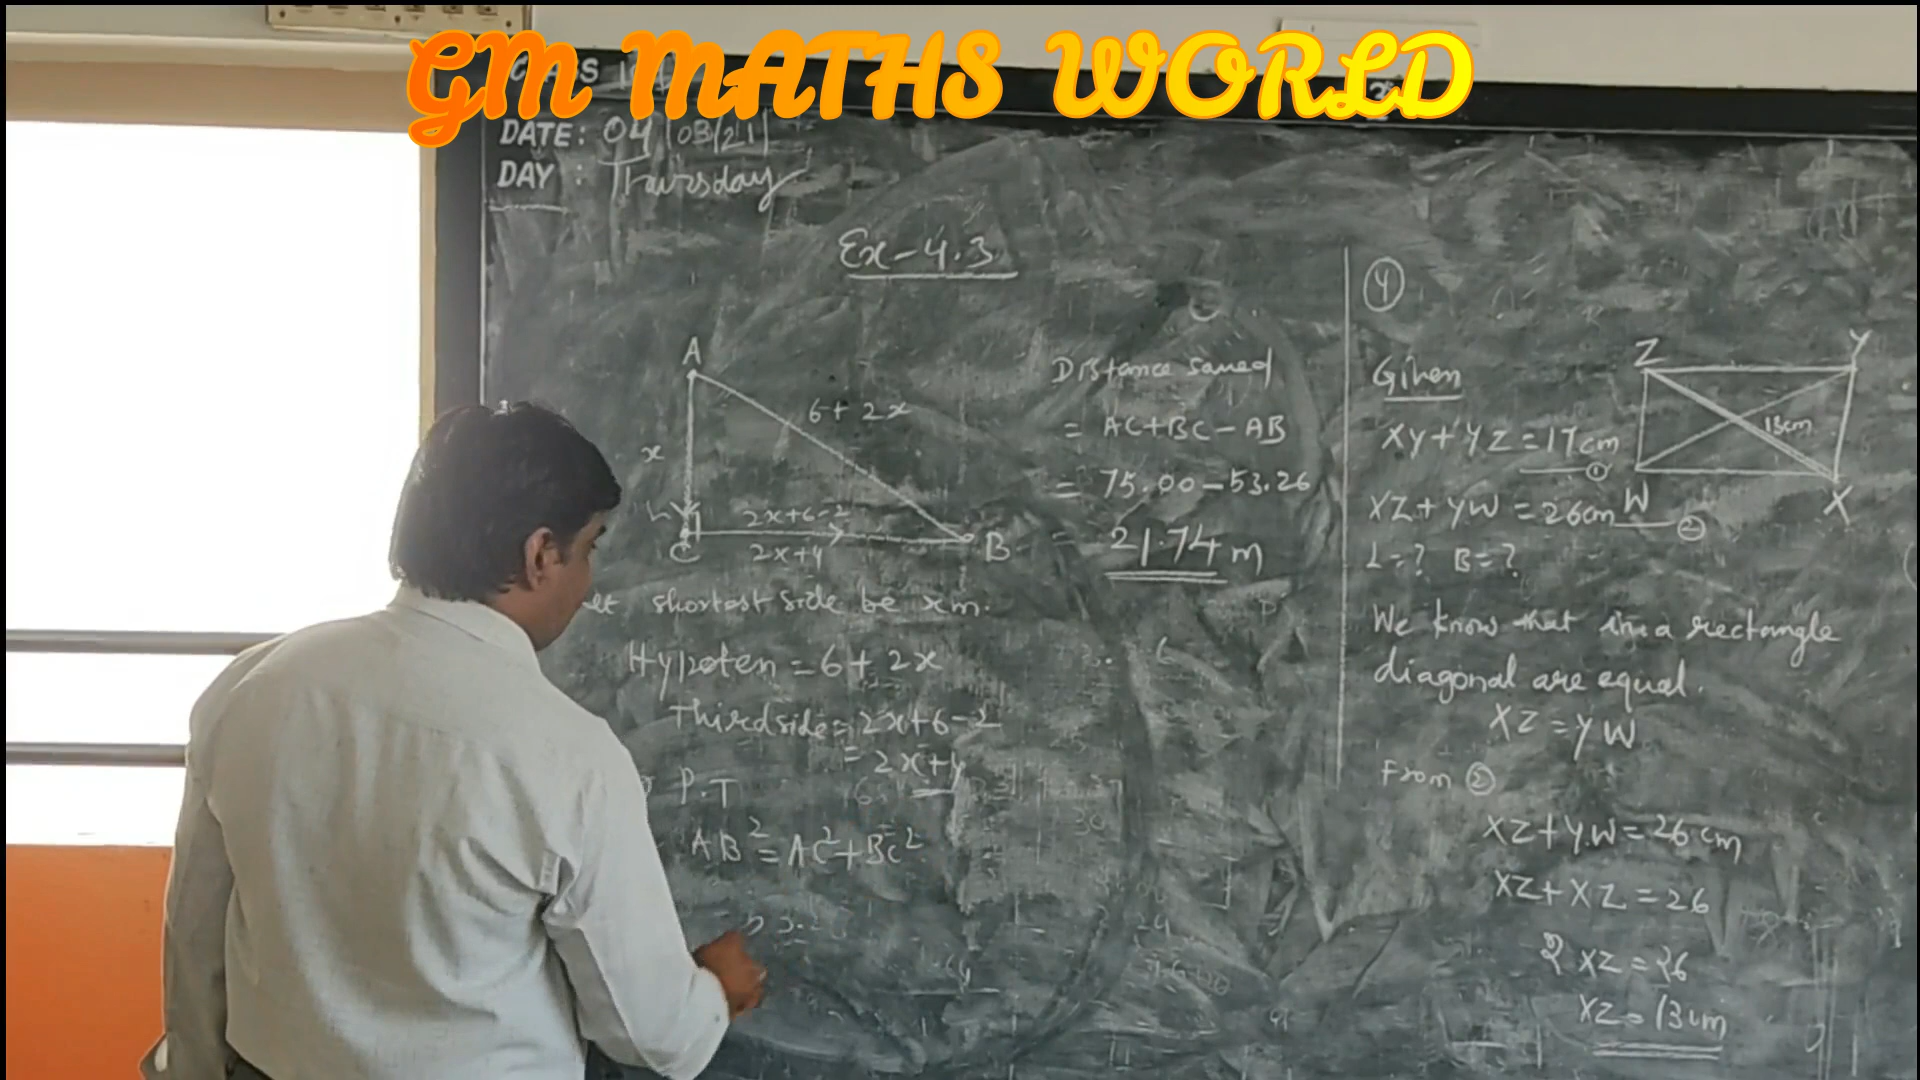 GM MATHS WORLD
CLASS
DATE: 04/03/21
DAY : Thursday
Ex-4.3
A
6+2x
x
2x+6-2
C
2x+4
B
Let shortest side be xm.
Hypoten = 6+2x
Third side = 2x+6-2
= 2x+4
P.T
AB² = AC² + BC²
Distance saved
= AC+BC-AB
= 75.00-53.26
= 21.74 m
4
Given
Z Y
13cm
W X
XY+YZ = 17cm ①
XZ+YW = 26cm ②
L=? B=?
We know that in a rectangle
diagonal are equal.
XZ = YW
From ②
XZ+YW = 26cm
XZ+XZ = 26
2XZ = 26
XZ = 13cm